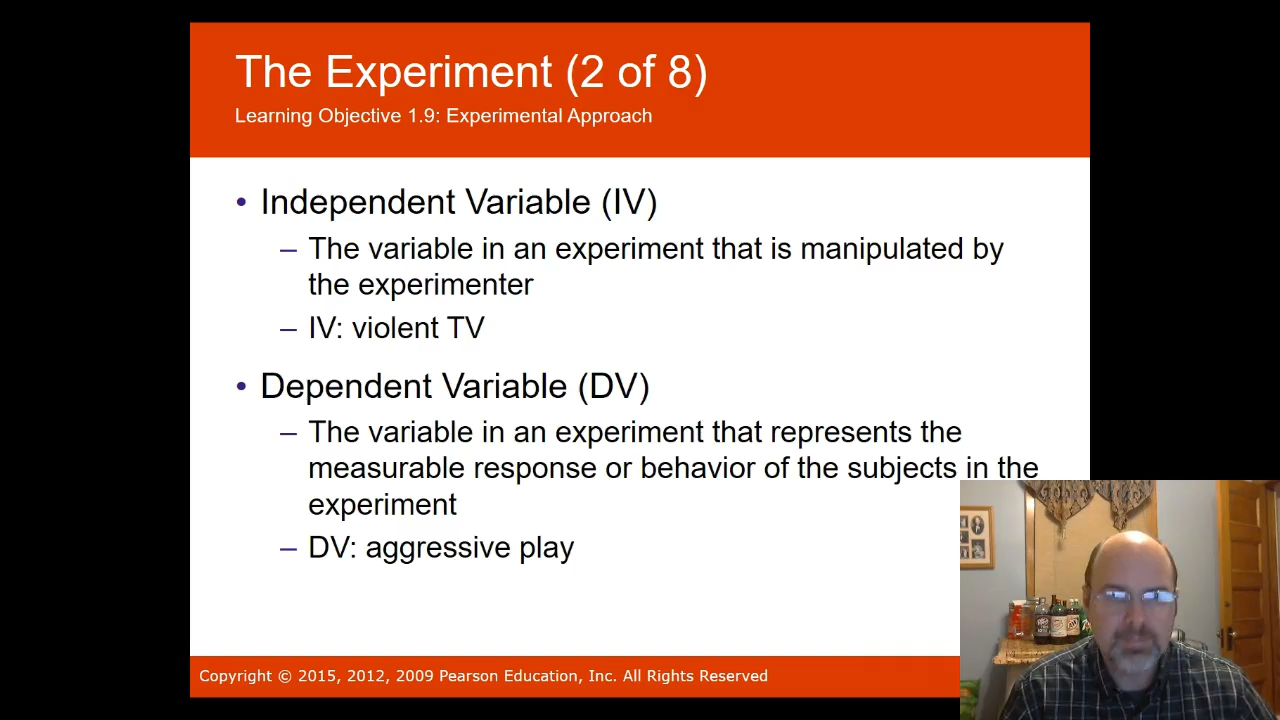 The Experiment (2 of 8)
Learning Objective 1.9: Experimental Approach
• Independent Variable (IV)
– The variable in an experiment that is manipulated by
the experimenter
– IV: violent TV
• Dependent Variable (DV)
– The variable in an experiment that represents the
measurable response or behavior of the subjects in the
experiment
– DV: aggressive play
Copyright © 2015, 2012, 2009 Pearson Education, Inc. All Rights Reserved